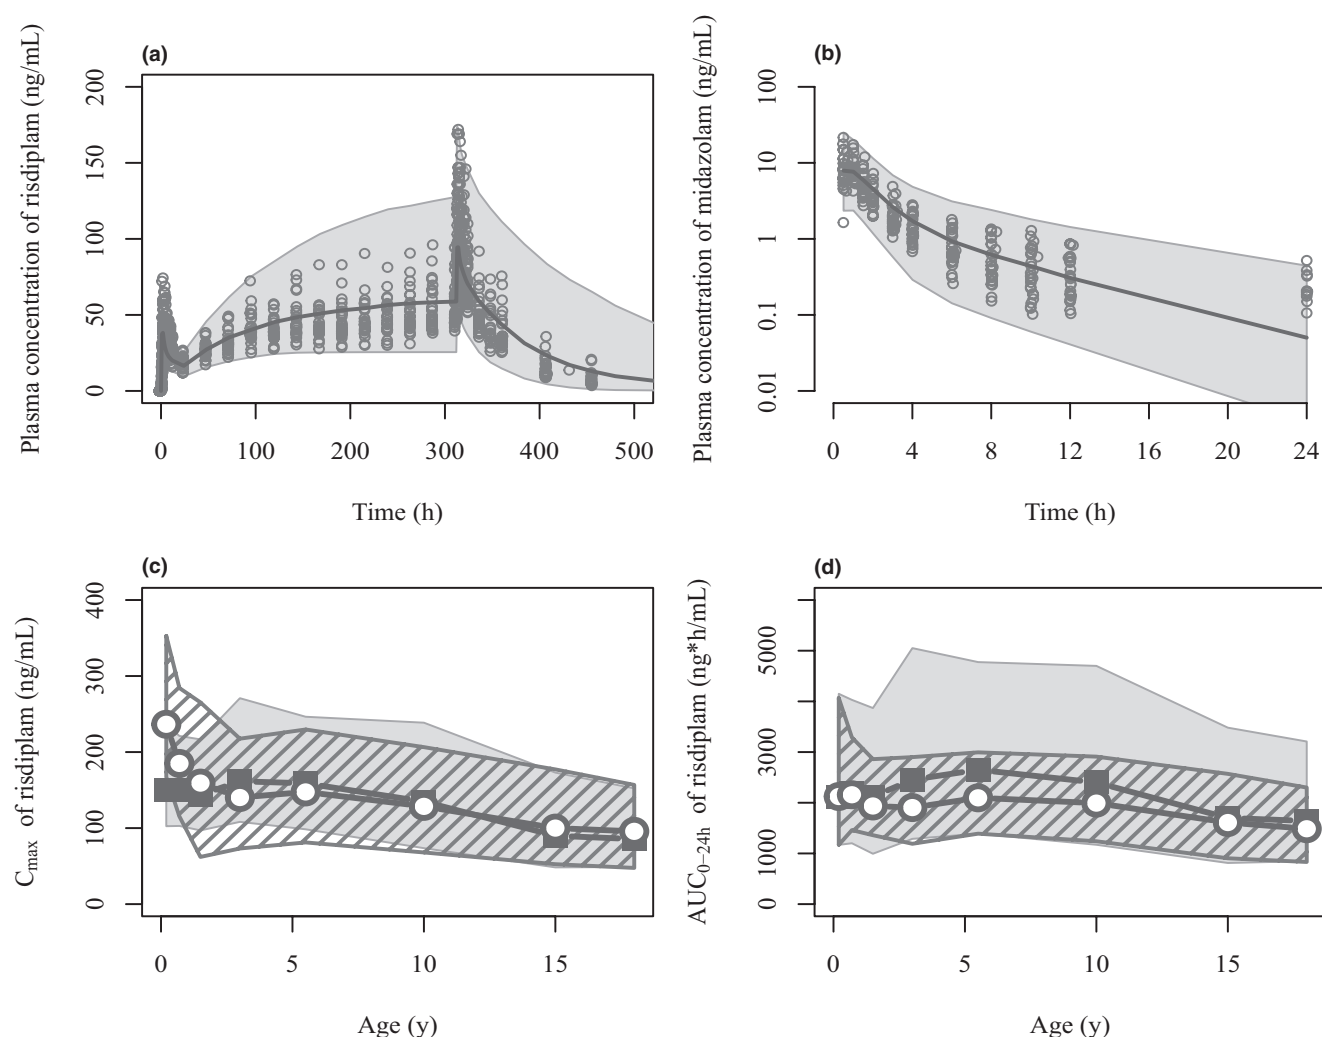 (a)
Plasma concentration of risdiplam (ng/mL)
200
150
100
50
0
0 100 200 300 400 500
Time (h)
(b)
Plasma concentration of midazolam (ng/mL)
100
10
1
0.1
0.01
0 4 8 12 16 20 24
Time (h)
(c)
Cmax of risdiplam (ng/mL)
400
300
200
100
0
0 5 10 15
Age (y)
(d)
AUC0–24h of risdiplam (ng*h/mL)
5000
3000
1000
0
0 5 10 15
Age (y)